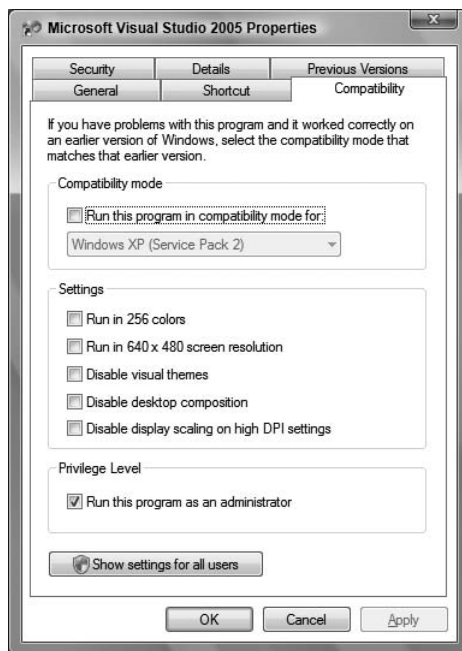 Microsoft Visual Studio 2005 Properties
Security Details Previous Versions
General Shortcut Compatibility
If you have problems with this program and it worked correctly on
an earlier version of Windows, select the compatibility mode that
matches that earlier version.
Compatibility mode
Run this program in compatibility mode for:
Windows XP (Service Pack 2)
Settings
Run in 256 colors
Run in 640 x 480 screen resolution
Disable visual themes
Disable desktop composition
Disable display scaling on high DPI settings
Privilege Level
Run this program as an administrator
Show settings for all users
OK Cancel Apply